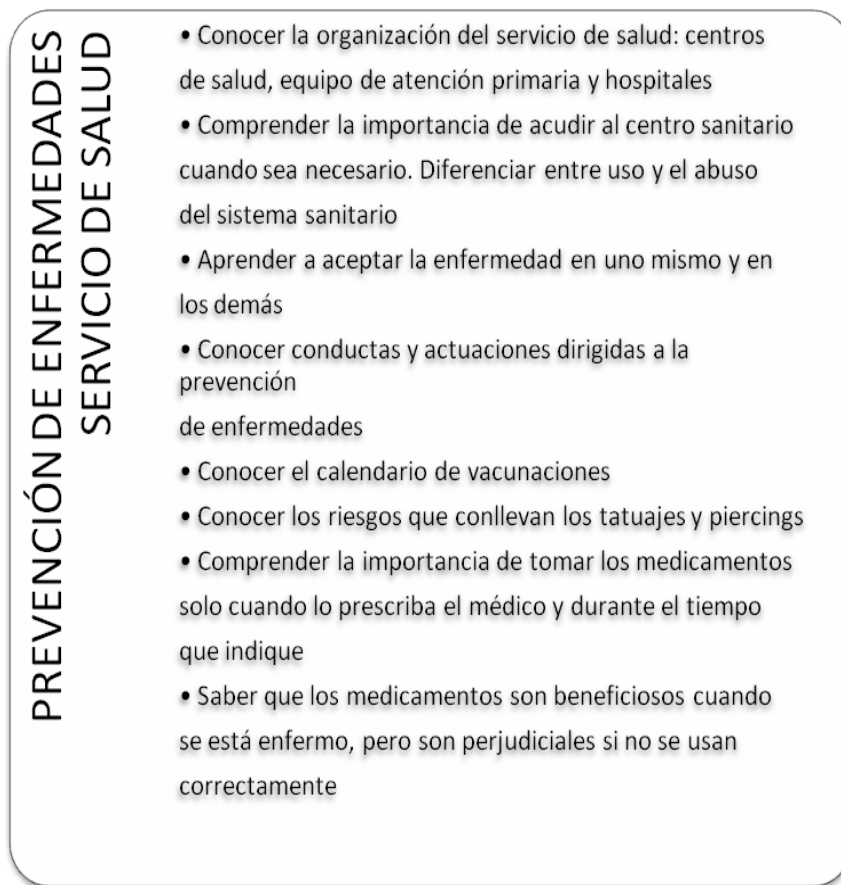 PREVENCIÓN DE ENFERMEDADES
SERVICIO DE SALUD
• Conocer la organización del servicio de salud: centros
de salud, equipo de atención primaria y hospitales
• Comprender la importancia de acudir al centro sanitario
cuando sea necesario. Diferenciar entre uso y el abuso
del sistema sanitario
• Aprender a aceptar la enfermedad en uno mismo y en
los demás
• Conocer conductas y actuaciones dirigidas a la
prevención
de enfermedades
• Conocer el calendario de vacunaciones
• Conocer los riesgos que conllevan los tatuajes y piercings
• Comprender la importancia de tomar los medicamentos
solo cuando lo prescriba el médico y durante el tiempo
que indique
• Saber que los medicamentos son beneficiosos cuando
se está enfermo, pero son perjudiciales si no se usan
correctamente